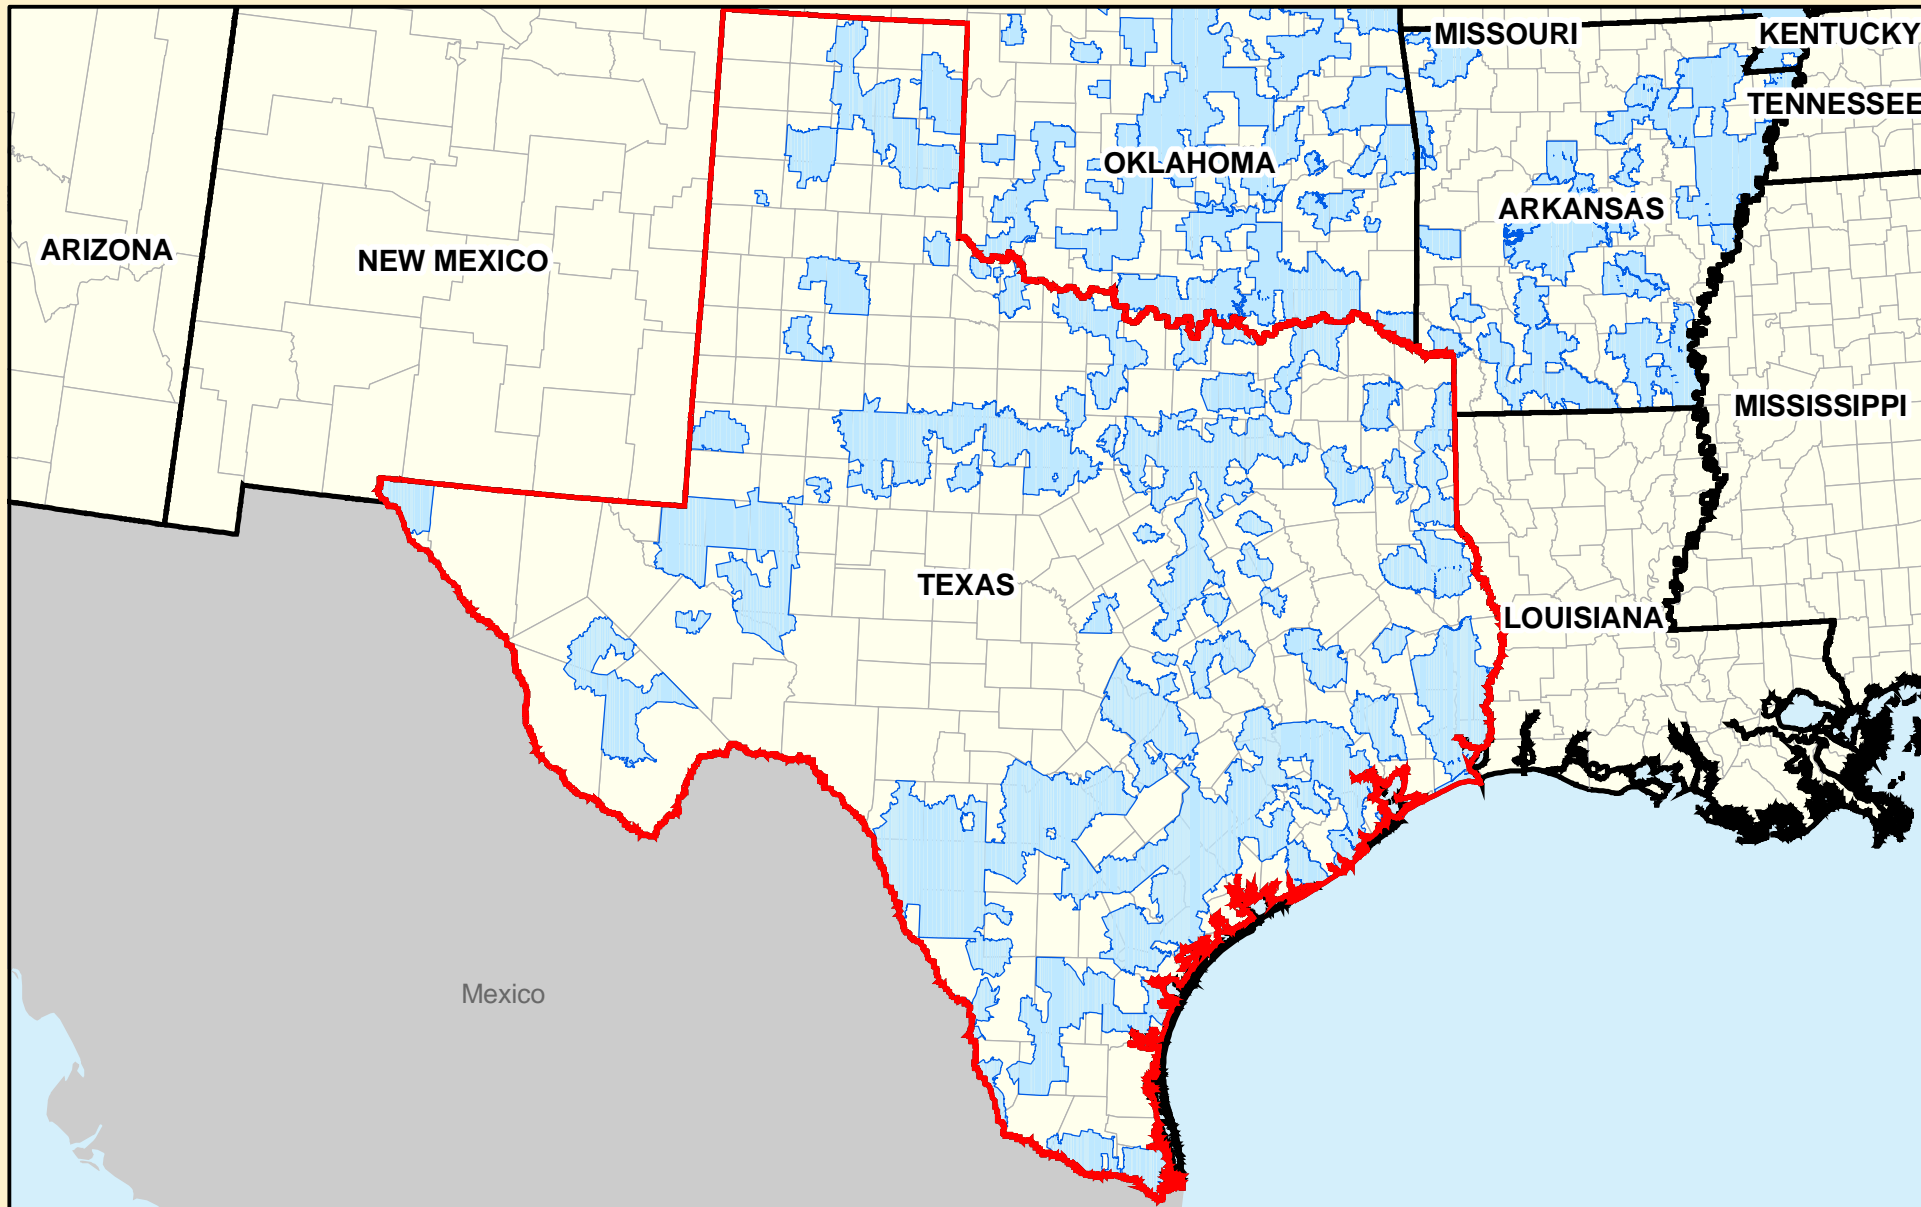 MISSOURI
KENTUCKY
TENNESSEE
OKLAHOMA
ARKANSAS
ARIZONA
NEW MEXICO
MISSISSIPPI
TEXAS
LOUISIANA
Mexico